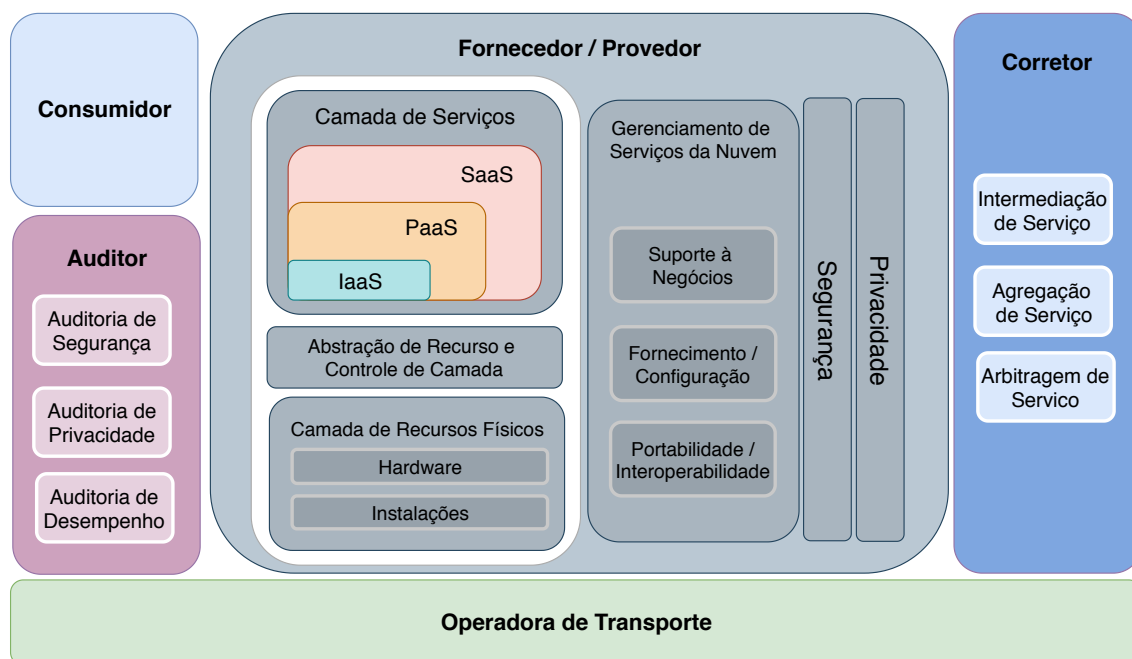 Consumidor
Auditor
Auditoria de
Segurança
Auditoria de
Privacidade
Auditoria de
Desempenho
Fornecedor / Provedor
Camada de Serviços
SaaS
PaaS
IaaS
Abstração de Recurso e
Controle de Camada
Camada de Recursos Físicos
Hardware
Instalações
Gerenciamento de
Serviços da Nuvem
Suporte à
Negócios
Fornecimento /
Configuração
Portabilidade /
Interoperabilidade
Segurança
Privacidade
Corretor
Intermediação
de Serviço
Agregação
de Serviço
Arbitragem de
Servico
Operadora de Transporte